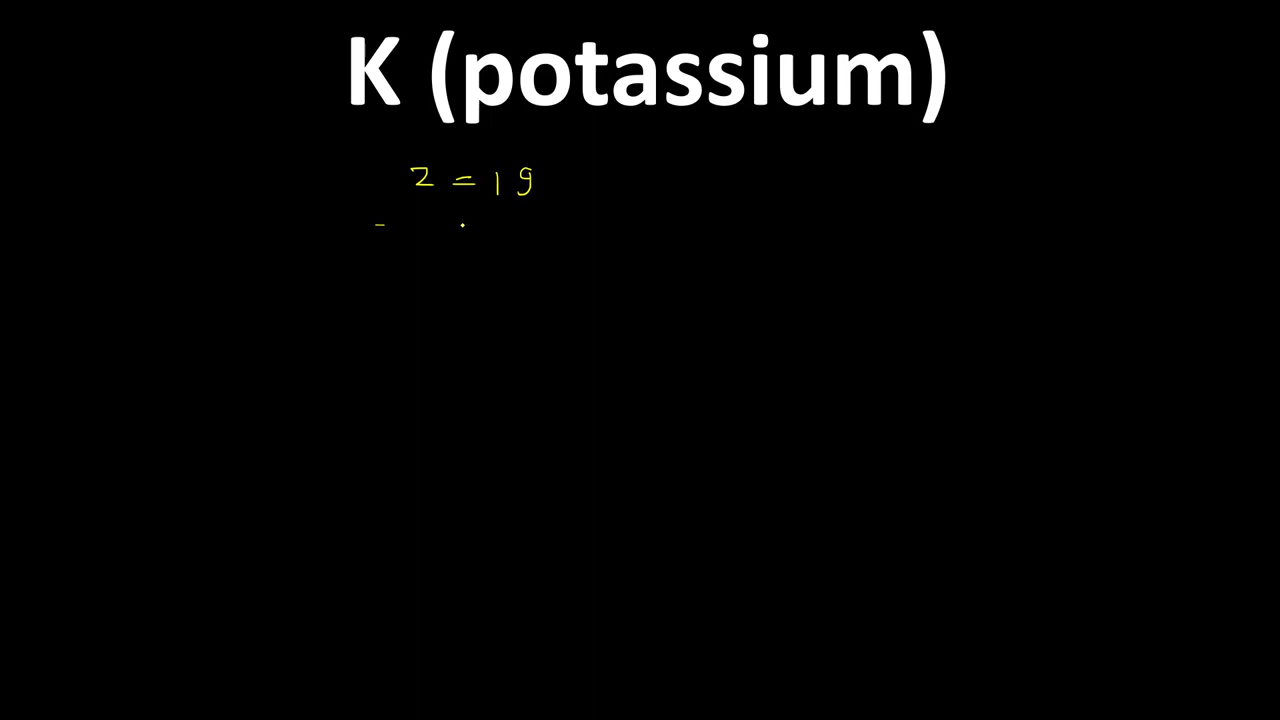 K (potassium)
Z = 19